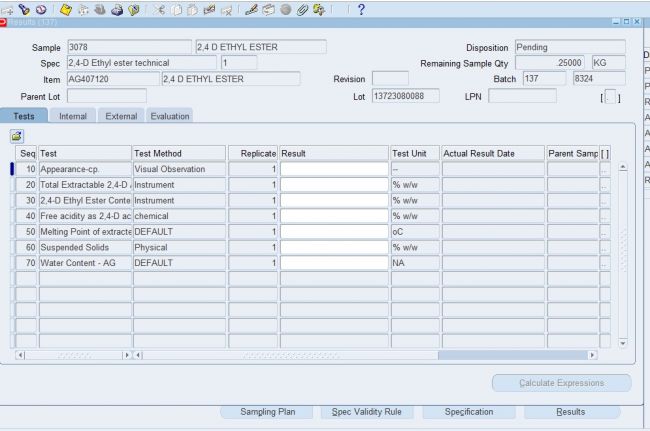 Results (137)
Sample 3078 2,4 D ETHYL ESTER Disposition Pending
Spec 2,4-D Ethyl ester technical 1 Remaining Sample Qty .25000 KG
Item AG407120 2,4 D ETHYL ESTER Revision Batch 137 8324
Parent Lot Lot 13723080088 LPN [ . ]
Tests Internal External Evaluation
Seq Test Test Method Replicate Result Test Unit Actual Result Date Parent Samp [ ]
10 Appearance-cp. Visual Observation 1 --
20 Total Extractable 2,4-D Instrument 1 % w/w
30 2,4-D Ethyl Ester Conte Instrument 1 % w/w
40 Free acidity as 2,4-D ac chemical 1 % w/w
50 Melting Point of extracte DEFAULT 1 oC
60 Suspended Solids Physical 1 % w/w
70 Water Content - AG DEFAULT 1 NA
Calculate Expressions
Sampling Plan Spec Validity Rule Specification Results